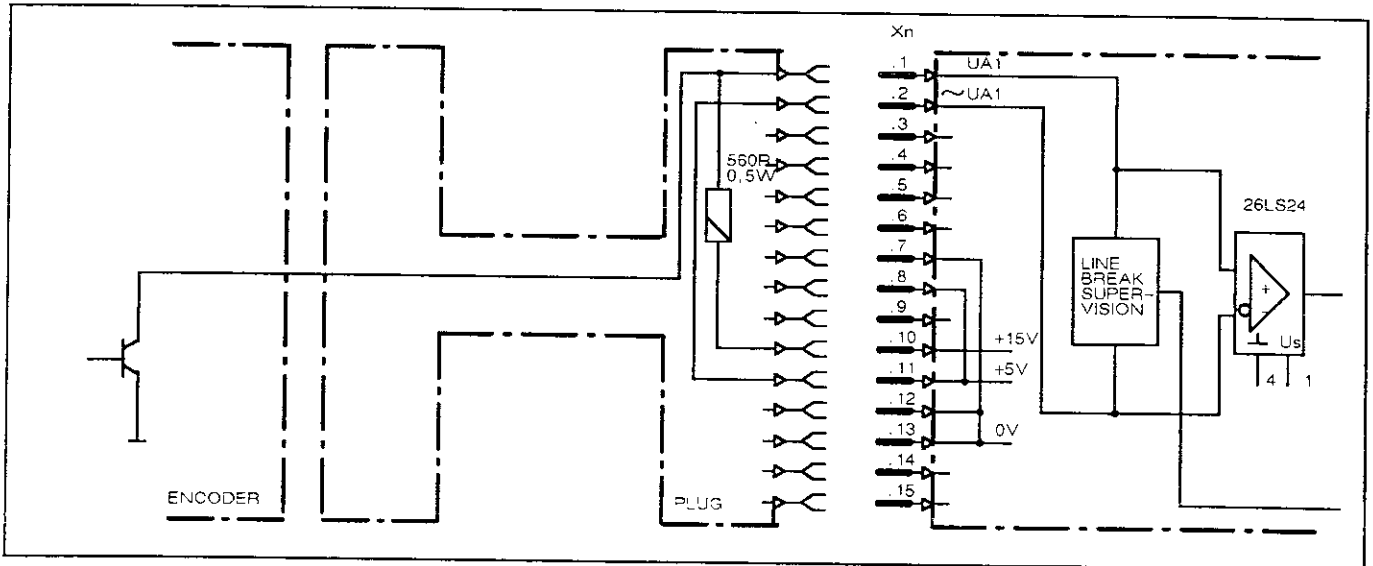 Xn
.1
UA1
.2
~UA1
.3
560R
.4
0,5W
.5
.6
26LS24
.7
LINE
BREAK
SUPER-
VISION
.8
.9
+
-
.10
+15V
Us
.11
+5V
4
1
.12
.13
0V
.14
ENCODER
PLUG
.15